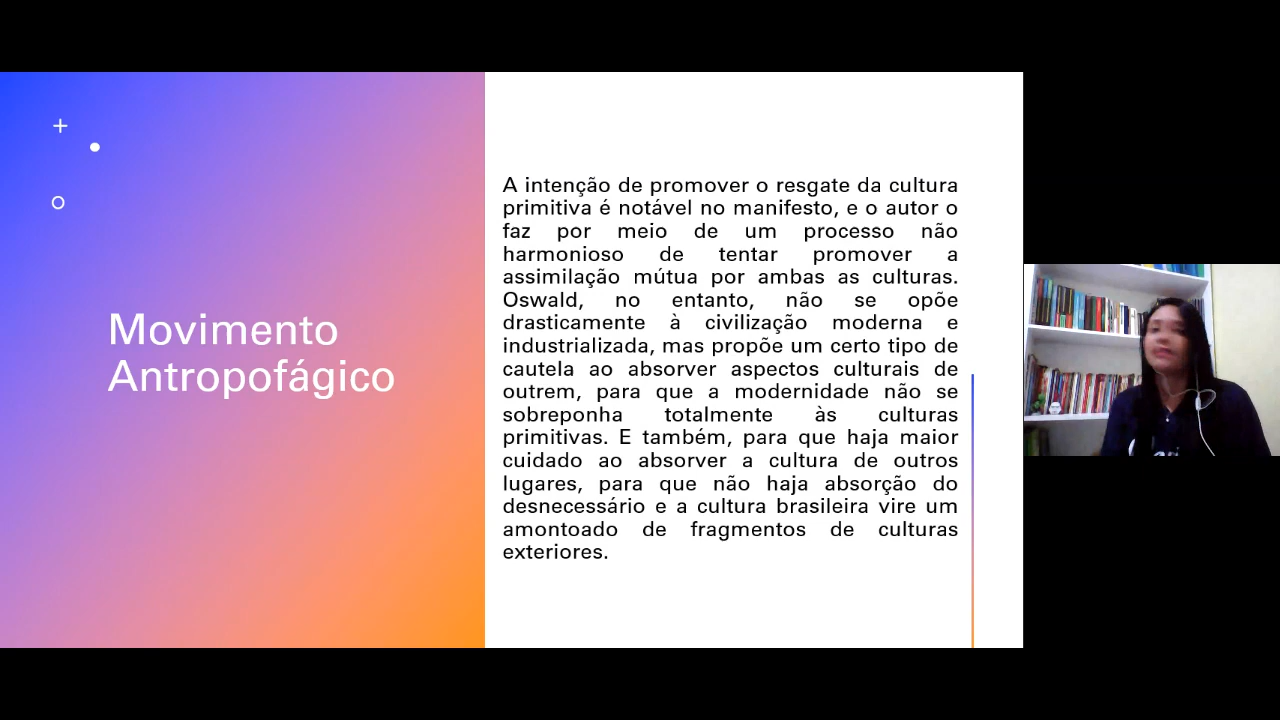 Movimento
Antropofágico
A intenção de promover o resgate da cultura
primitiva é notável no manifesto, e o autor o
faz por meio de um processo não
harmonioso de tentar promover a
assimilação mútua por ambas as culturas.
Oswald, no entanto, não se opõe
drasticamente à civilização moderna e
industrializada, mas propõe um certo tipo de
cautela ao absorver aspectos culturais de
outrem, para que a modernidade não se
sobreponha totalmente às culturas
primitivas. E também, para que haja maior
cuidado ao absorver a cultura de outros
lugares, para que não haja absorção do
desnecessário e a cultura brasileira vire um
amontoado de fragmentos de culturas
exteriores.